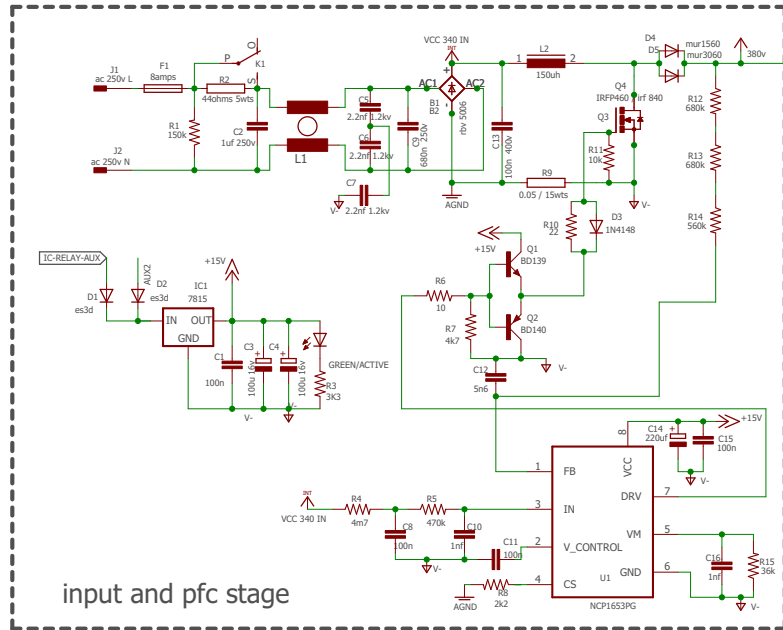 J1
ac 250v L
F1
8amps
P
O
K1
S
R2
44ohms 5wts
R1
150k
C2
1uf 250v
J2
ac 250v N
L1
C5
2.2nf 1.2kv
C6
2.2nf 1.2kv
C7
2.2nf 1.2kv
V-
C9
680n 250v
VCC 340 IN
INT
AC1
AC2
+
-
B1
B2
rbv 5006
AGND
C13
100n 400v
1
L2
2
150uh
R9
0.05 / 15wts
D4
D5
mur1560
mur3060
380v
Q4
IRFP460 / irf 840
Q3
R11
10k
V-
R12
680k
R13
680k
R14
560k
R10
22
D3
1N4148
IC-RELAY-AUX
AUX2
D1
es3d
D2
es3d
+15V
IC1
7815
IN
OUT
GND
C1
100n
C3
+
100u 16v
C4
+
100u 16v
GREEN/ACTIVE
R3
3K3
V-
+15V
Q1
BD139
Q2
BD140
R6
10
R7
4k7
C12
5n6
V-
C14
220uf
+
C15
100n
+15V
V-
8
VCC
1
FB
3
IN
2
V_CONTROL
4
CS
DRV
7
VM
5
GND
6
U1
NCP1653PG
INT
VCC 340 IN
R4
4m7
R5
470k
C8
100n
C10
1nf
C11
100n
V-
AGND
R8
2k2
C16
1nf
R15
36k
V-
input and pfc stage